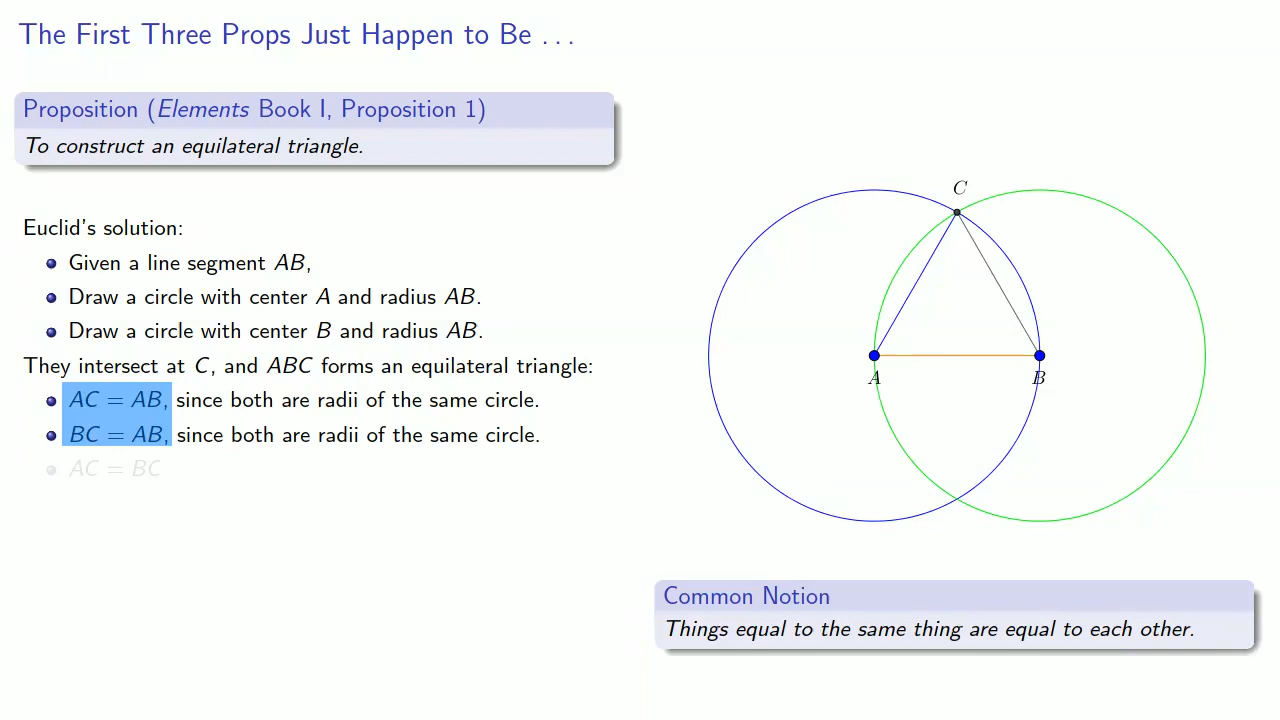 The First Three Props Just Happen to Be ...
Proposition (Elements Book I, Proposition 1)
To construct an equilateral triangle.
Euclid's solution:
Given a line segment AB,
Draw a circle with center A and radius AB.
Draw a circle with center B and radius AB.
They intersect at C, and ABC forms an equilateral triangle:
AC = AB, since both are radii of the same circle.
BC = AB, since both are radii of the same circle.
AC = BC
C
A
B
Common Notion
Things equal to the same thing are equal to each other.